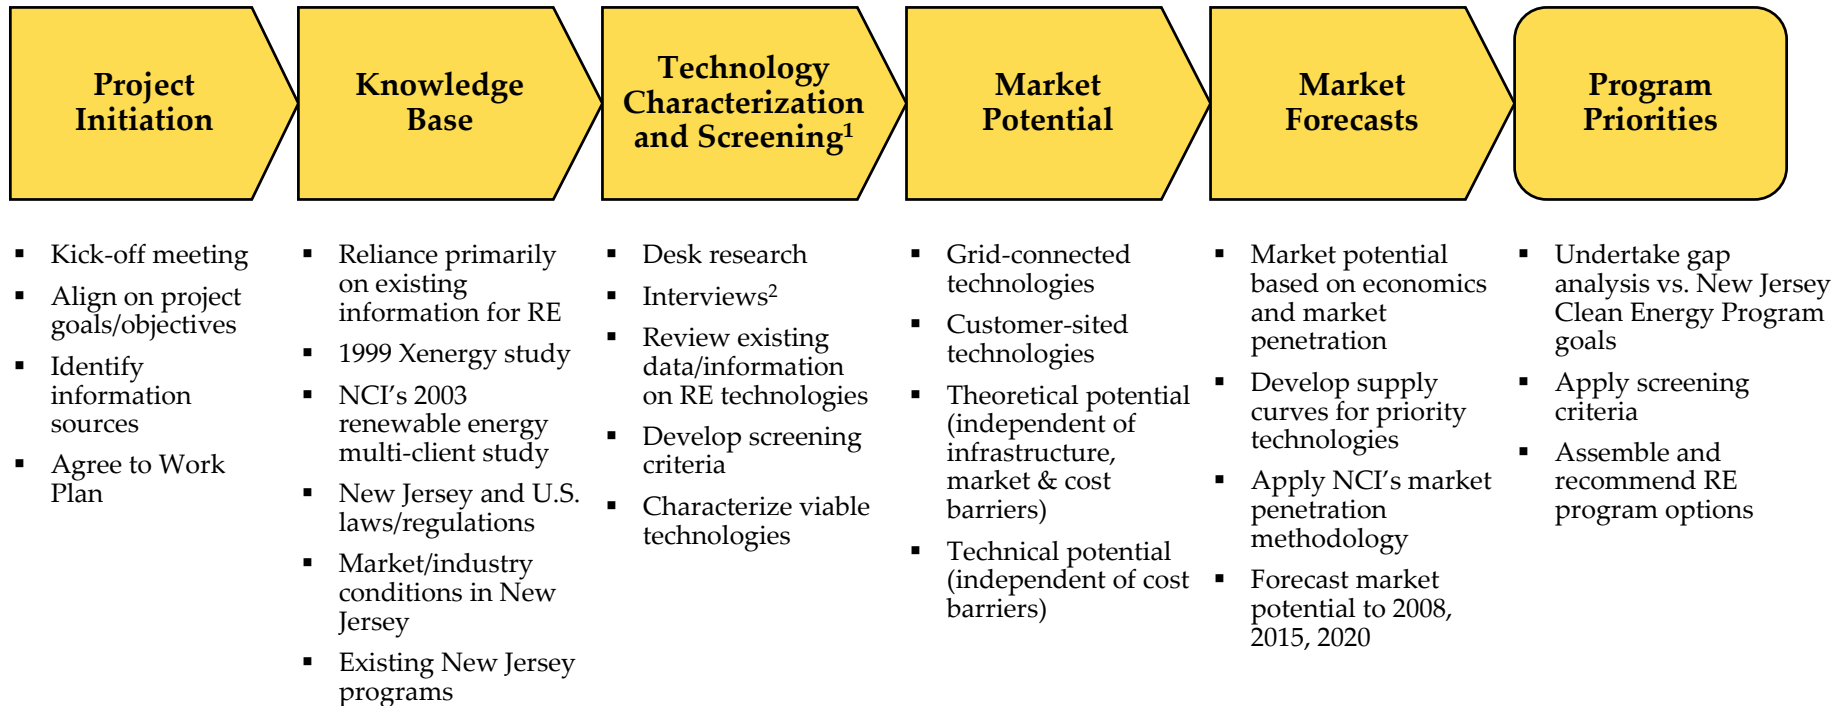 Project
Initiation
Knowledge
Base
Technology
Characterization
and Screening¹
Market
Potential
Market
Forecasts
Program
Priorities
▪ Kick-off meeting
▪ Align on project
goals/objectives
▪ Identify
information
sources
▪ Agree to Work
Plan
▪ Reliance primarily
on existing
information for RE
▪ 1999 Xenergy study
▪ NCI’s 2003
renewable energy
multi-client study
▪ New Jersey and U.S.
laws/regulations
▪ Market/industry
conditions in New
Jersey
▪ Existing New Jersey
programs
▪ Desk research
▪ Interviews²
▪ Review existing
data/information
on RE technologies
▪ Develop screening
criteria
▪ Characterize viable
technologies
▪ Grid-connected
technologies
▪ Customer-sited
technologies
▪ Theoretical potential
(independent of
infrastructure,
market & cost
barriers)
▪ Technical potential
(independent of cost
barriers)
▪ Market potential
based on economics
and market
penetration
▪ Develop supply
curves for priority
technologies
▪ Apply NCI’s market
penetration
methodology
▪ Forecast market
potential to 2008,
2015, 2020
▪ Undertake gap
analysis vs. New Jersey
Clean Energy Program
goals
▪ Apply screening
criteria
▪ Assemble and
recommend RE
program options